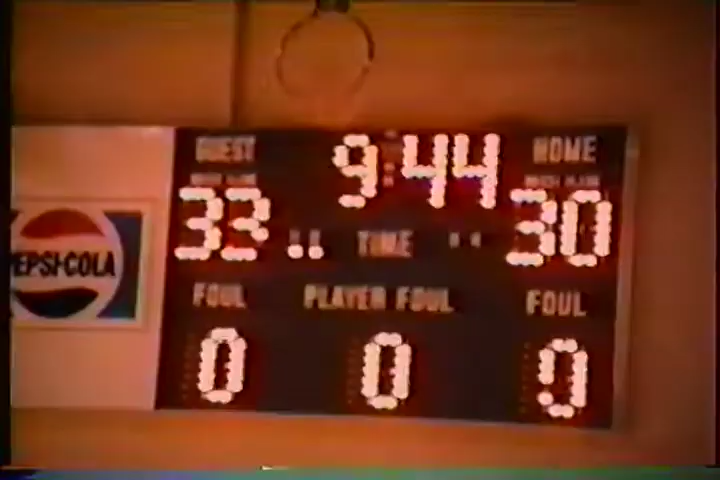 GUEST 9:44 HOME
33 TIME 30
PEPSI-COLA
FOUL PLAYER FOUL FOUL
0 0 0